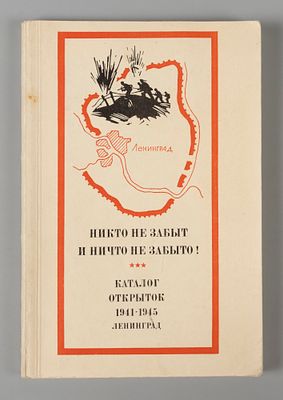 Ленинград
НИКТО НЕ ЗАБЫТ
И НИЧТО НЕ ЗАБЫТО!
***
КАТАЛОГ
ОТКРЫТОК
1941-1945
ЛЕНИНГРАД